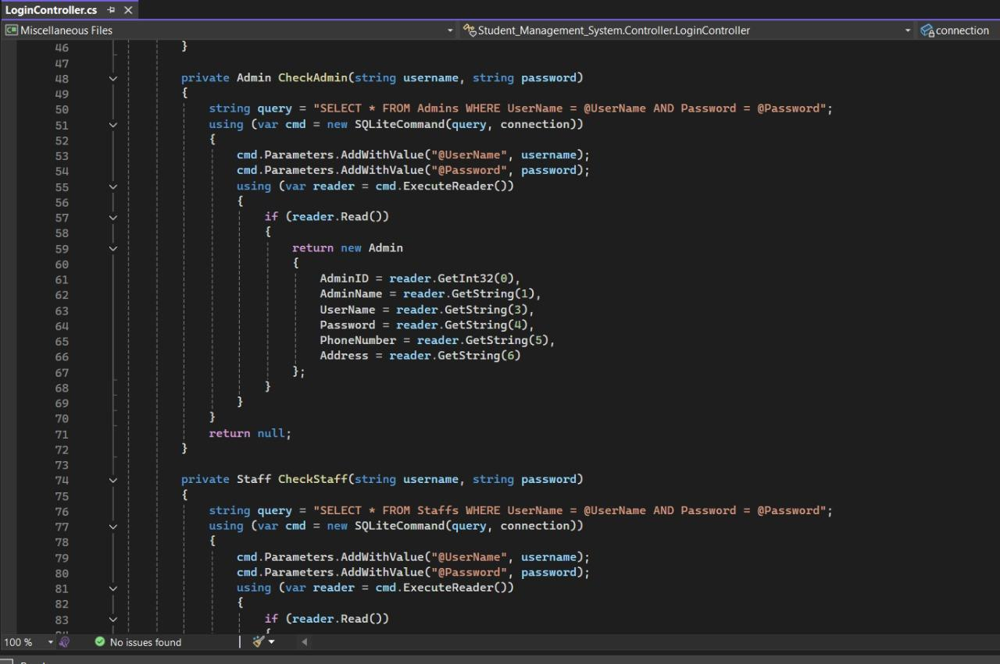 LoginController.cs
Miscellaneous Files Student_Management_System.Controller.LoginController connection
46 }
47
48 private Admin CheckAdmin(string username, string password)
49 {
50 string query = "SELECT * FROM Admins WHERE UserName = @UserName AND Password = @Password";
51 using (var cmd = new SQLiteCommand(query, connection))
52 {
53 cmd.Parameters.AddWithValue("@UserName", username);
54 cmd.Parameters.AddWithValue("@Password", password);
55 using (var reader = cmd.ExecuteReader())
56 {
57 if (reader.Read())
58 {
59 return new Admin
60 {
61 AdminID = reader.GetInt32(0),
62 AdminName = reader.GetString(1),
63 UserName = reader.GetString(3),
64 Password = reader.GetString(4),
65 PhoneNumber = reader.GetString(5),
66 Address = reader.GetString(6)
67 };
68 }
69 }
70 }
71 return null;
72 }
73
74 private Staff CheckStaff(string username, string password)
75 {
76 string query = "SELECT * FROM Staffs WHERE UserName = @UserName AND Password = @Password";
77 using (var cmd = new SQLiteCommand(query, connection))
78 {
79 cmd.Parameters.AddWithValue("@UserName", username);
80 cmd.Parameters.AddWithValue("@Password", password);
81 using (var reader = cmd.ExecuteReader())
82 {
83 if (reader.Read())
100 % No issues found